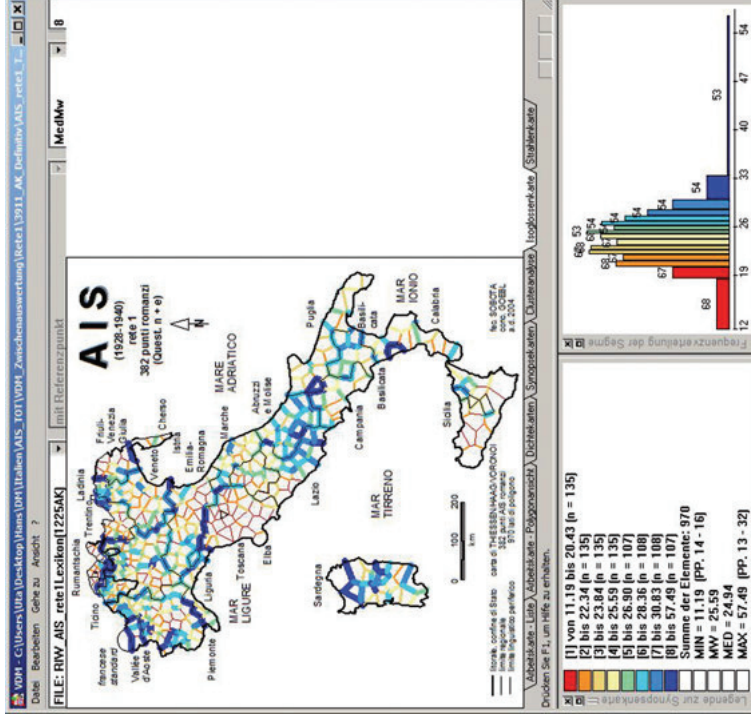 VDM - C:\Users\Uta\Desktop\Hans\DM\Italien\AIS_TOT\VDM_Zwischenauswertung\Rete1\3911_AK_Definitiv\AIS_rete1_T...
Datei Bearbeiten Gehe zu Ansicht ?
FILE: RIW_AIS_rete1Lexikon[1225AK]
mit Referenzpunkt
MedMw
8
AIS
(1928-1940)
rete 1
382 punti romanzi
(Quest. n + e)
N
francese
standard
Vallée
d'Aoste
Piemonte
Ticino
Rumantschia
Trentino
Ladinia
Friuli-
Venezia
Giulia
Veneto
Cherso
Istria
Emilia-
Romagna
Liguria
MAR
LIGURE
Toscana
Elba
Marche
MARE
ADRIATICO
Abruzzi
e Molise
Lazio
Campania
Puglia
Basili-
cata
Basilicata
MAR
IONIO
Calabria
Sicilia
MAR
TIRRENO
Sardegna
0 100 200
km
litorale, confine di Stato
limite regionale
limite linguistico periferico
carta di THIESSEN/HAAG/VORONOI
382 punti AIS romanzi
970 lati di poligono
fec. SOBOTA
conc. GOEBL
a.d. 2004
Arbeitskarte - Liste Arbeitskarte - Polygonansicht Dichtekarten Synopsekarten Clusteranalyse Isoglossenkarte Strahlenkarte
Drücken Sie F1, um Hilfe zu erhalten.
Legende zur Synopsenkarte
[1] von 11.19 bis 20.43 [n = 135]
[2] bis 22.34 [n = 135]
[3] bis 23.84 [n = 135]
[4] bis 25.59 [n = 135]
[5] bis 26.90 [n = 107]
[6] bis 28.36 [n = 108]
[7] bis 30.83 [n = 108]
[8] bis 57.49 [n = 107]
Summe der Elemente: 970
MIN = 11.19 [PP. 14 - 16]
MW = 25.59
MED = 24.94
MAX = 57.49 [PP. 13 - 32]
Frequenzverteilung der Segme
68 67 68 53 54 54 54 54 53
12 19 26 33 40 47 54